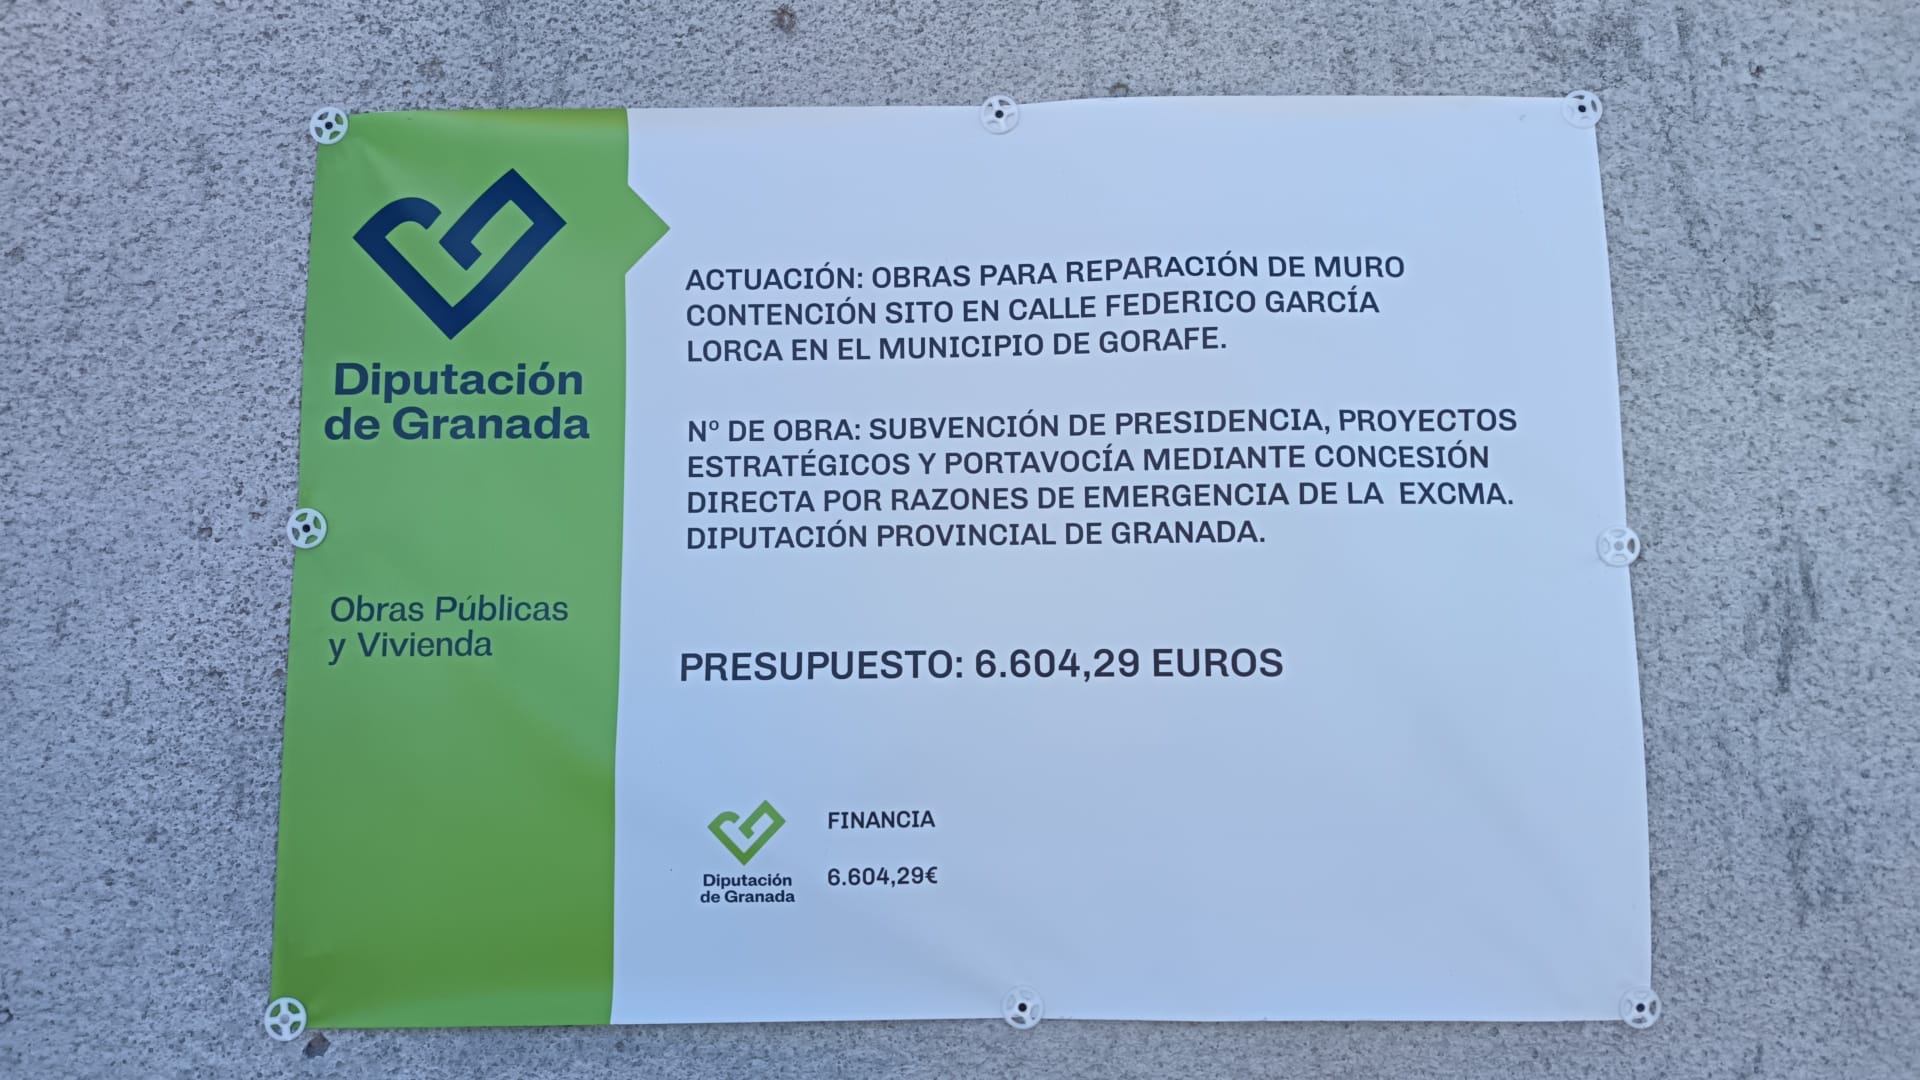 Diputación
de Granada
Obras Públicas
y Vivienda
ACTUACIÓN: OBRAS PARA REPARACIÓN DE MURO
CONTENCIÓN SITO EN CALLE FEDERICO GARCÍA
LORCA EN EL MUNICIPIO DE GORAFE.
Nº DE OBRA: SUBVENCIÓN DE PRESIDENCIA, PROYECTOS
ESTRATÉGICOS Y PORTAVOCÍA MEDIANTE CONCESIÓN
DIRECTA POR RAZONES DE EMERGENCIA DE LA EXCMA.
DIPUTACIÓN PROVINCIAL DE GRANADA.
PRESUPUESTO: 6.604,29 EUROS
Diputación
de Granada
FINANCIA
6.604,29€